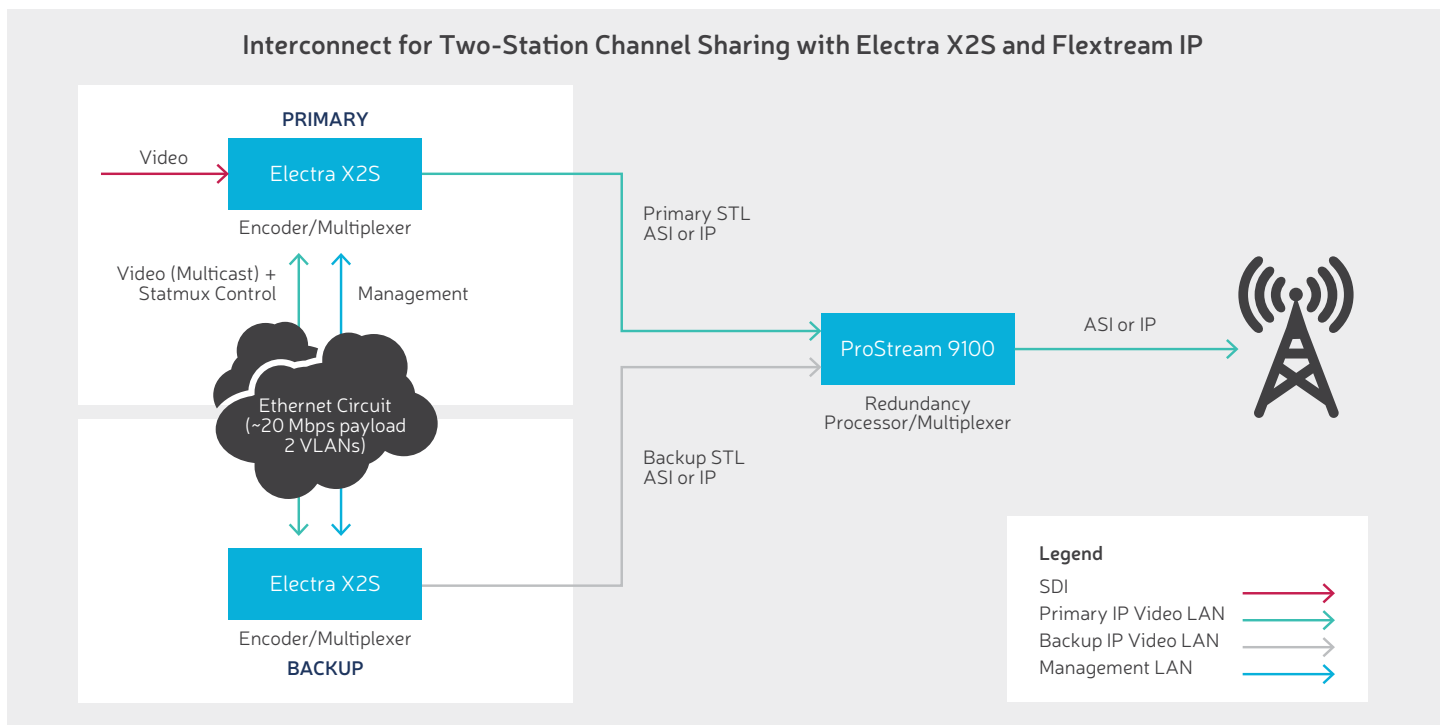 Interconnect for Two-Station Channel Sharing with Electra X2S and Flextream IP
PRIMARY
Video
Electra X2S
Encoder/Multiplexer
Video (Multicast) +
Statmux Control
Management
Ethernet Circuit
(~20 Mbps payload
2 VLANs)
Electra X2S
Encoder/Multiplexer
BACKUP
Primary STL
ASI or IP
Backup STL
ASI or IP
ProStream 9100
Redundancy
Processor/Multiplexer
ASI or IP
Legend
SDI
Primary IP Video LAN
Backup IP Video LAN
Management LAN